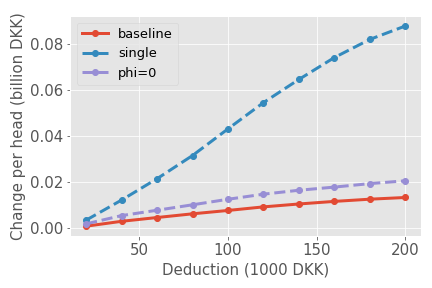 Change per head (billion DKK)
0.08
0.06
0.04
0.02
0.00
baseline
single
phi=0
50
100
150
200
Deduction (1000 DKK)